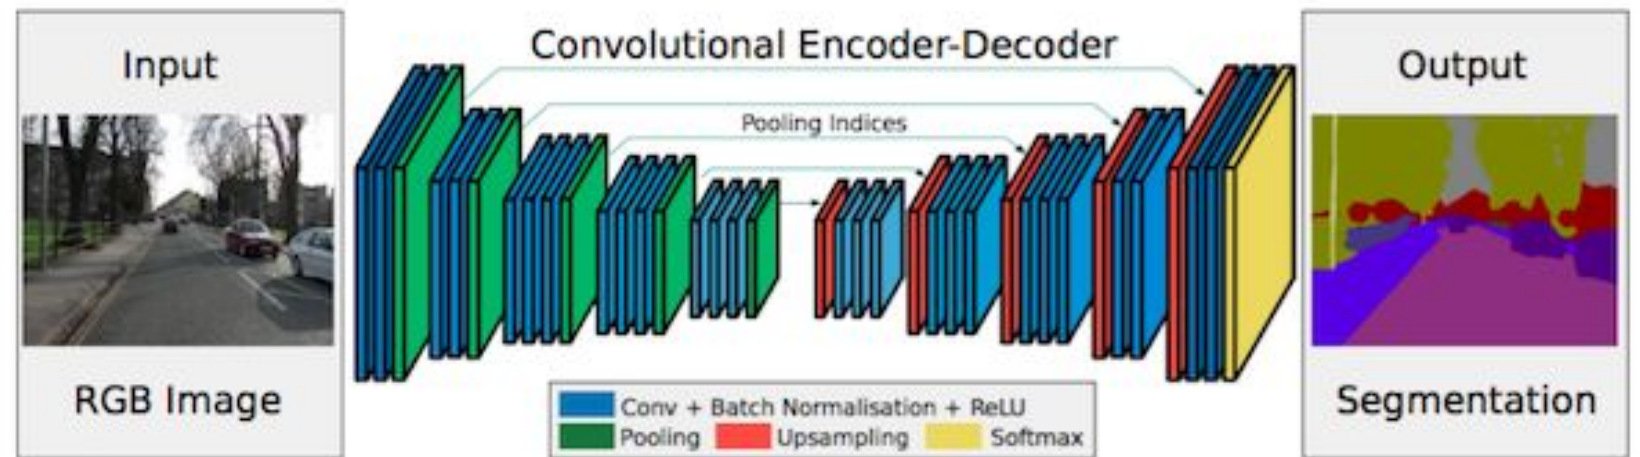 Convolutional Encoder-Decoder
Input
RGB Image
Pooling Indices
Output
Segmentation
Conv + Batch Normalisation + ReLU
Pooling Upsampling Softmax